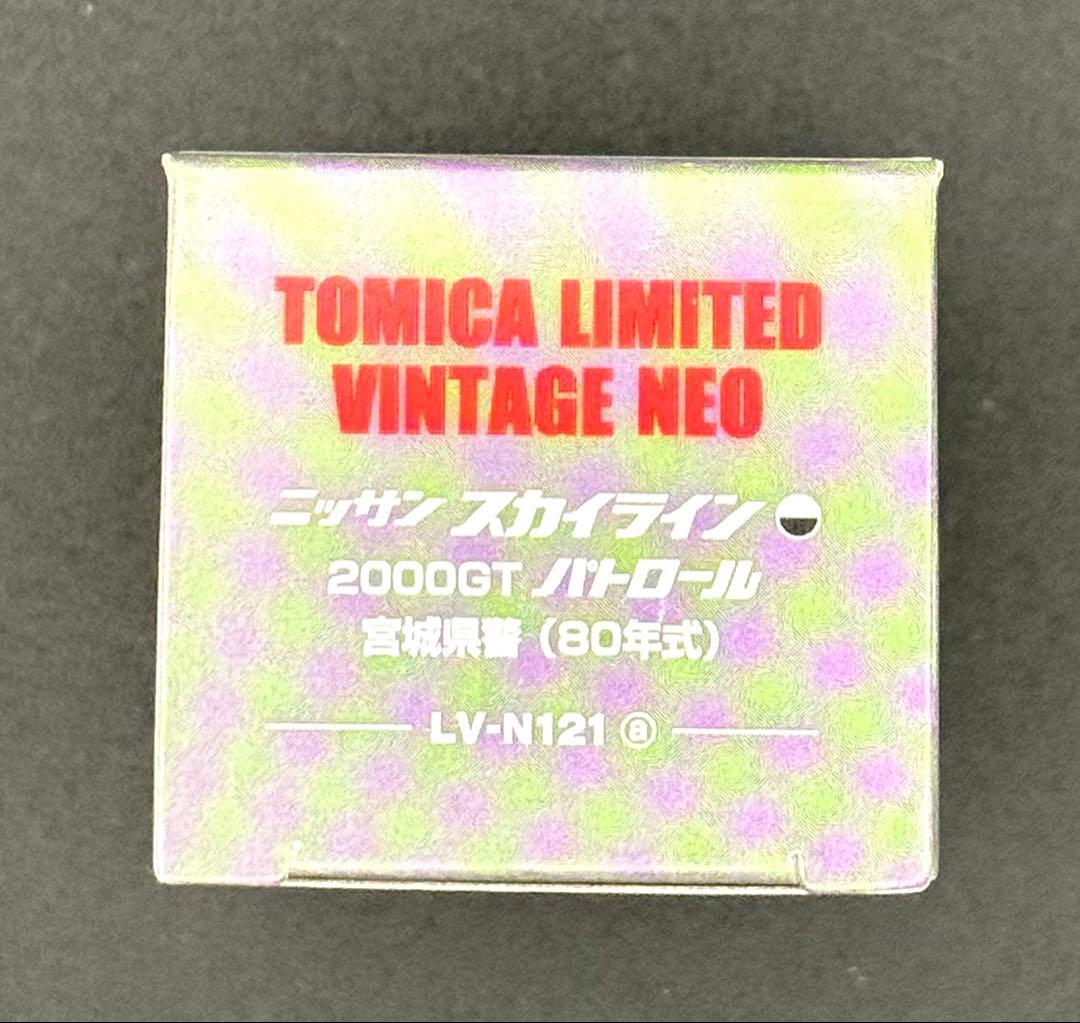 TOMICA LIMITED
VINTAGE NEO
ニッサン スカイライン
2000GT パトロール
宮城県警（80年式）
LV-N121 ⓐ